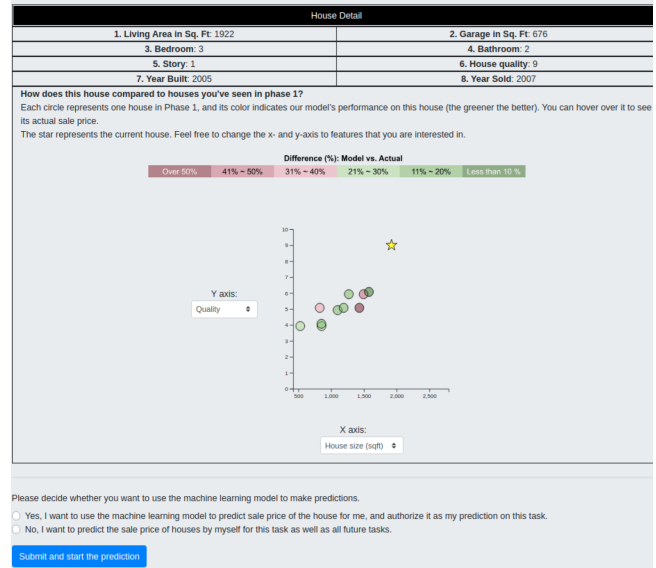 House Detail
1. Living Area in Sq. Ft: 1922 2. Garage in Sq. Ft: 676
3. Bedroom: 3 4. Bathroom: 2
5. Story: 1 6. House quality: 9
7. Year Built: 2005 8. Year Sold: 2007
How does this house compared to houses you've seen in phase 1?
Each circle represents one house in Phase 1, and its color indicates our model's performance on this house (the greener the better). You can hover over it to see
its actual sale price.
The star represents the current house. Feel free to change the x- and y-axis to features that you are interested in.
Difference (%): Model vs. Actual
Over 50% 41% ~ 50% 31% ~ 40% 21% ~ 30% 11% ~ 20% Less than 10 %
10
9
8
7
Y axis:
6
Quality
5
4
3
2
1
0
500 1,000 1,500 2,000 2,500
X axis:
House size (sqft)
Please decide whether you want to use the machine learning model to make predictions.
Yes, I want to use the machine learning model to predict sale price of the house for me, and authorize it as my prediction on this task.
No, I want to predict the sale price of houses by myself for this task as well as all future tasks.
Submit and start the prediction